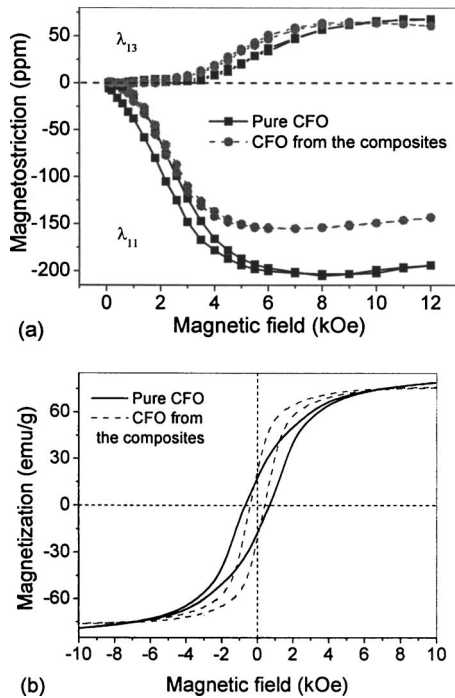 100
50
0
-50
-100
-150
-200
Magnetostriction (ppm)
λ13
λ11
Pure CFO
CFO from the composites
0 2 4 6 8 10 12
Magnetic field (kOe)
(a)
60
30
0
-30
-60
Magnetization (emu/g)
Pure CFO
CFO from
the composites
-10 -8 -6 -4 -2 0 2 4 6 8 10
Magnetic field (kOe)
(b)